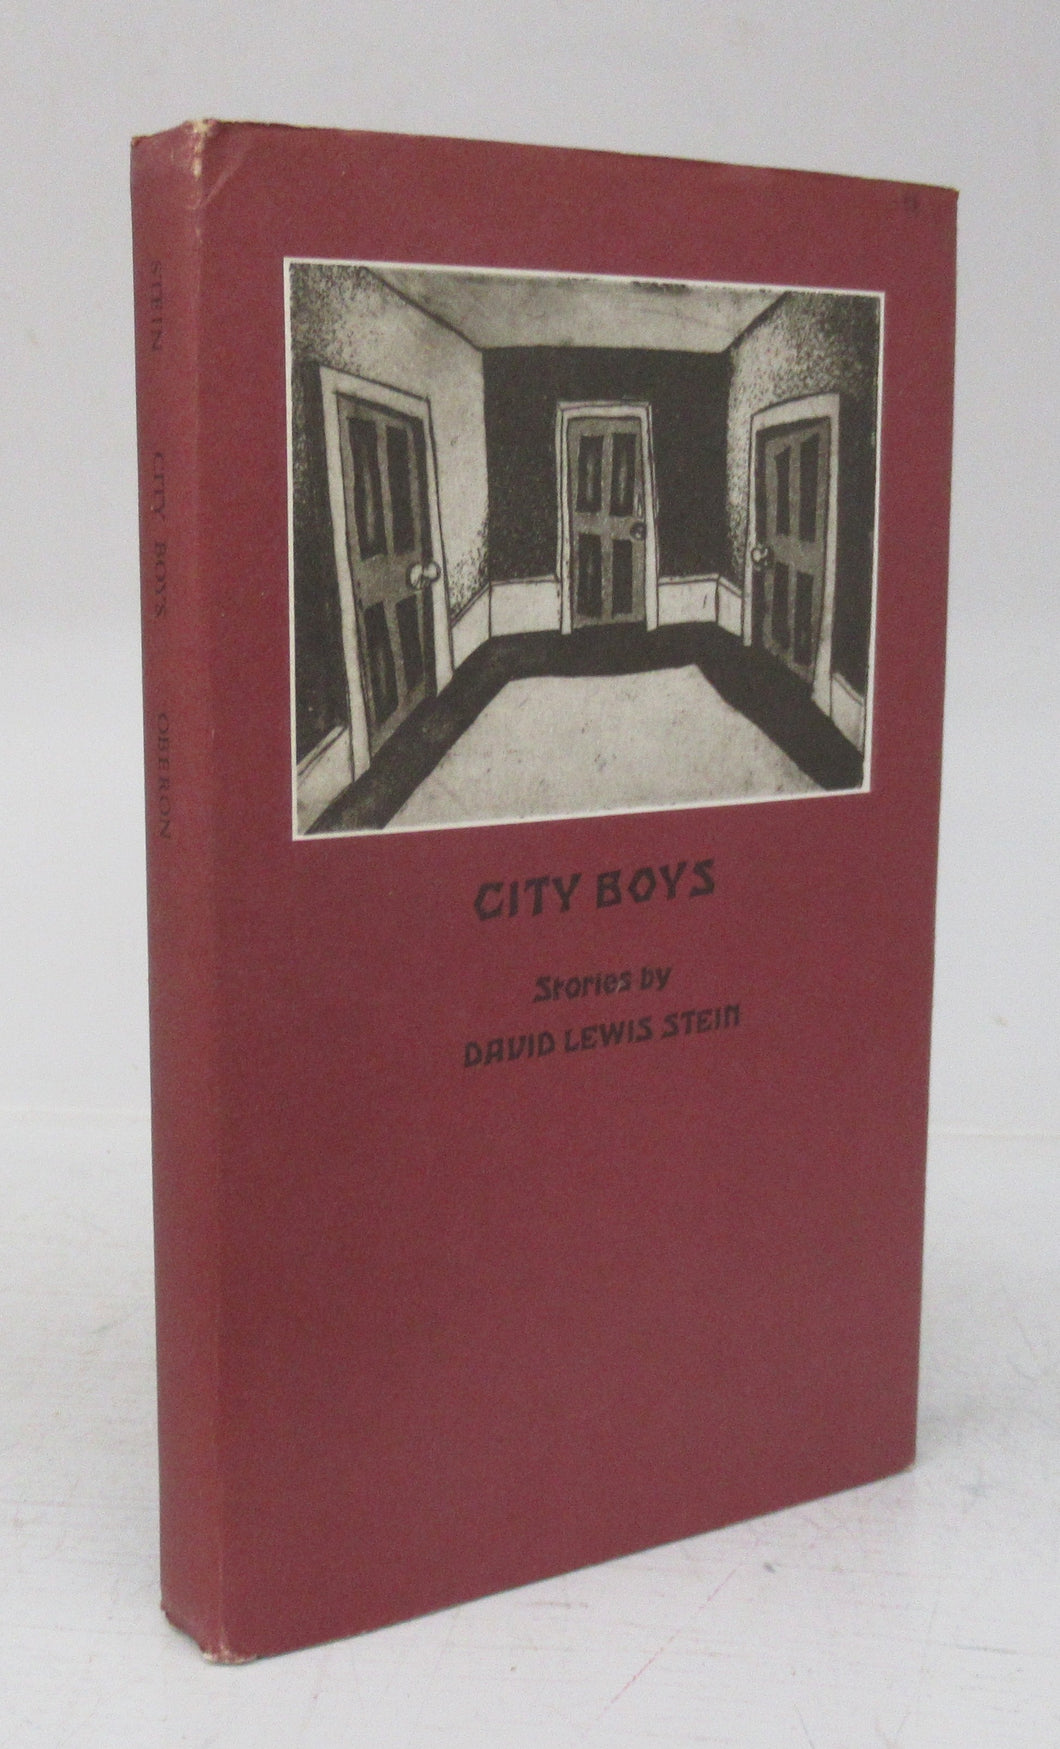 STEIN CITY BOYS OBERON
CITY BOYS
Stories by
DAVID LEWIS STEIN